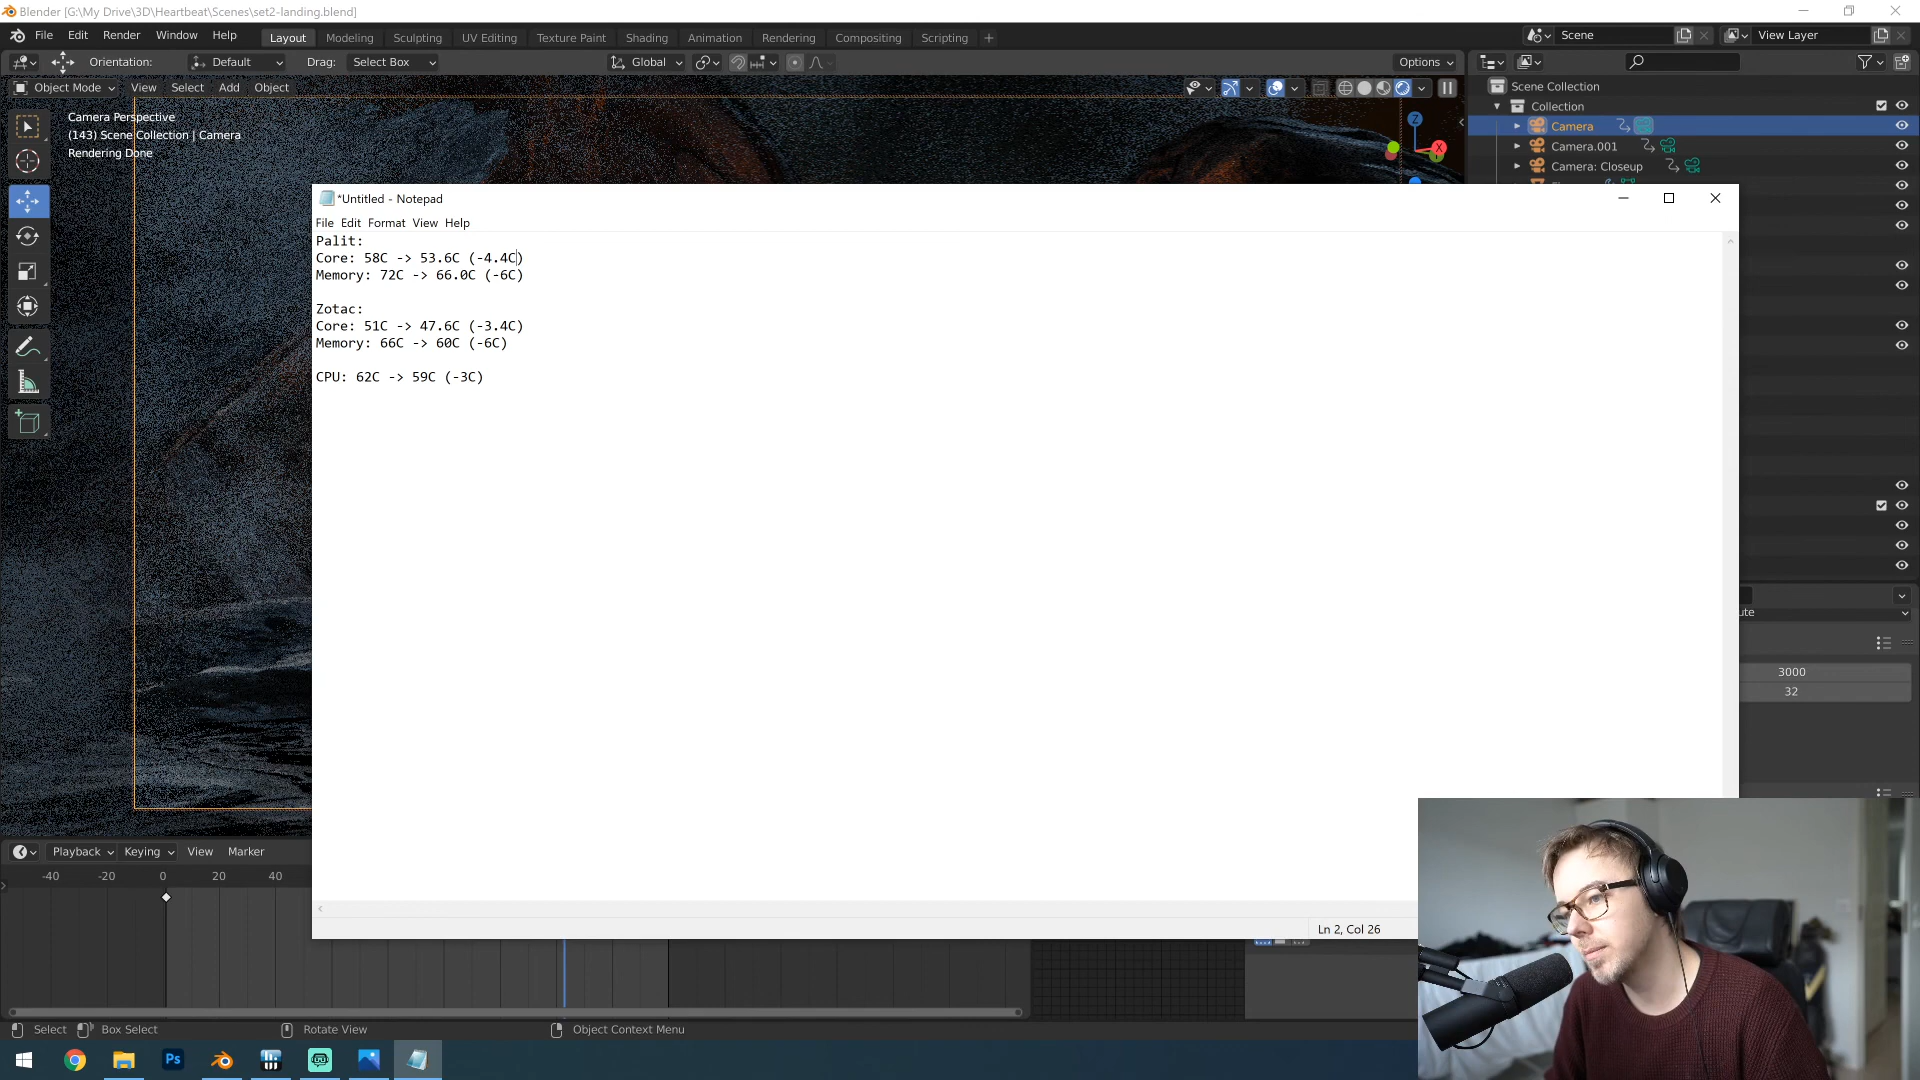 Blender [G:\My Drive\3D\Heartbeat\Scenes\set2-landing.blend]
File Edit Render Window Help
Layout Modeling Sculpting UV Editing Texture Paint Shading Animation Rendering Compositing Scripting +
Scene
View Layer
Orientation: Default Drag: Select Box Global Options
Object Mode View Select Add Object
Camera Perspective
(143) Scene Collection | Camera
Rendering Done
Z
X
Y
Scene Collection
Collection
Camera
Camera.001
Camera: Closeup
*Untitled - Notepad
File Edit Format View Help
Palit:
Core: 58C -> 53.6C (-4.4C)
Memory: 72C -> 66.0C (-6C)
Zotac:
Core: 51C -> 47.6C (-3.4C)
Memory: 66C -> 60C (-6C)
CPU: 62C -> 59C (-3C)
Ln 2, Col 26
ute
3000
32
Playback Keying View Marker
-40 -20 0 20 40
Select Box Select Rotate View Object Context Menu
Ps